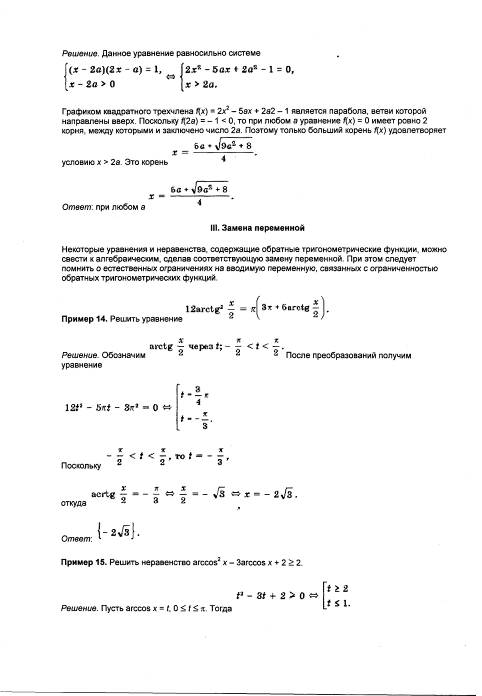 Решение. Данное уравнение равносильно системе
{(x - 2a)(2x - a) = 1, x - 2a > 0 ⇔ {2x² - 5ax + 2a² - 1 = 0, x > 2a.
Графиком квадратного трехчлена f(x) = 2x² – 5ax + 2a2 – 1 является парабола, ветви которой
направлены вверх. Поскольку f(2a) = – 1 < 0, то при любом a уравнение f(x) = 0 имеет ровно 2
корня, между которыми и заключено число 2a. Поэтому только больший корень f(x) удовлетворяет
условию x > 2a. Это корень x = (5a + √(9a² + 8))/4.
Ответ: при любом a x = (5a + √(9a² + 8))/4.
III. Замена переменной
Некоторые уравнения и неравенства, содержащие обратные тригонометрические функции, можно
свести к алгебраическим, сделав соответствующую замену переменной. При этом следует
помнить о естественных ограничениях на вводимую переменную, связанных с ограниченностью
обратных тригонометрических функций.
Пример 14. Решить уравнение 12arctg² x/2 = π(3π + 5arctg x/2).
Решение. Обозначим arctg x/2 через t; - π/2 < t < π/2. После преобразований получим
уравнение
12t² - 5πt - 3π² = 0 ⇔ [t = 3/4 π t = - π/3.
Поскольку - π/2 < t < π/2, то t = - π/3,
откуда acrtg x/2 = - π/3 ⇔ x/2 = - √3 ⇔ x = - 2√3.
Ответ: {- 2√3}.
Пример 15. Решить неравенство arccos² x – 3arccos x + 2 ≥ 2.
Решение. Пусть arccos x = t, 0 ≤ t ≤ π. Тогда t² - 3t + 2 ≥ 0 ⇔ [t ≥ 2 t ≤ 1.